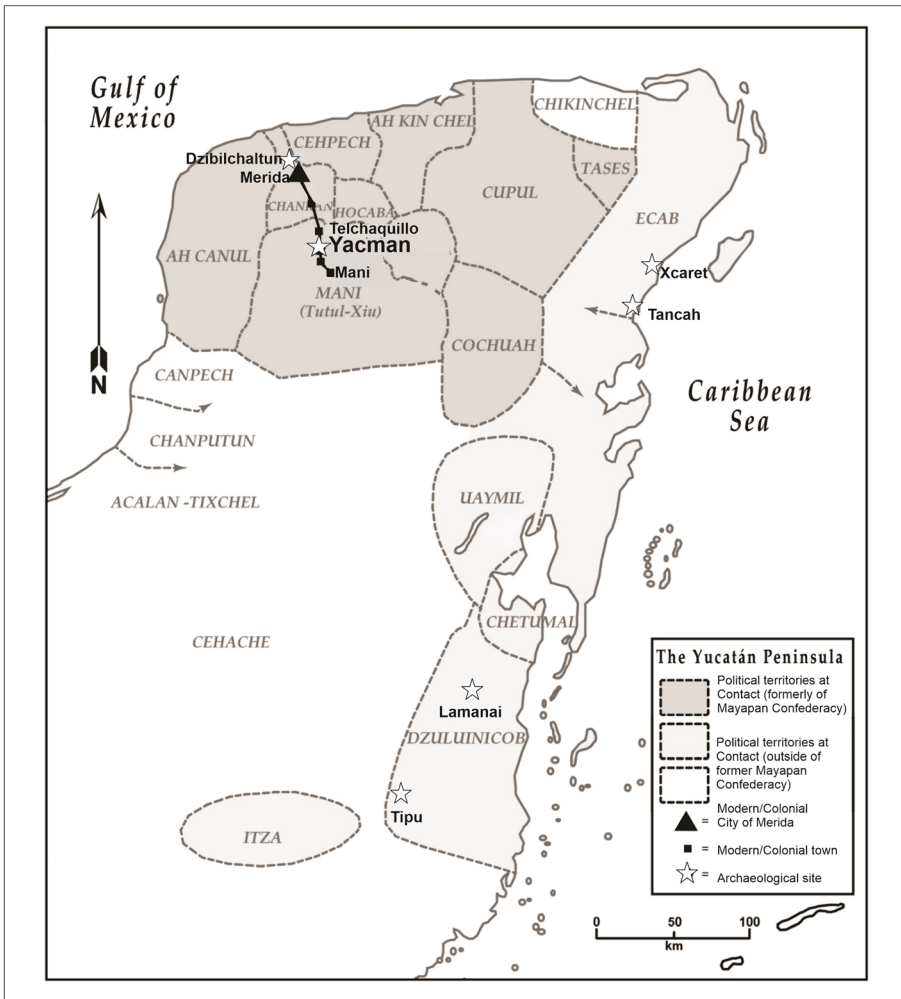 Gulf of
Mexico
CHIKINCHEL
AH KIN CHEL
CEHPECH
Dzibilchaltun
TASES
Merida
CUPUL
HOCABA
ECAB
Telchaquillo
Yacman
AH CANUL
Xcaret
Mani
MANI
(Tutul-Xiu)
Tancah
COCHUAH
N
CANPECH
Caribbean
Sea
CHANPUTUN
UAYMIL
ACALAN -TIXCHEL
CHETUMAL
CEHACHE
Lamanai
DZULUINICOB
Tipu
ITZA
The Yucatán Peninsula
Political territories at
Contact (formerly of
Mayapan Confederacy)
Political territories at
Contact (outside of
former Mayapan
Confederacy)
= Modern/Colonial
City of Merida
= Modern/Colonial town
= Archaeological site
0 50 100
km